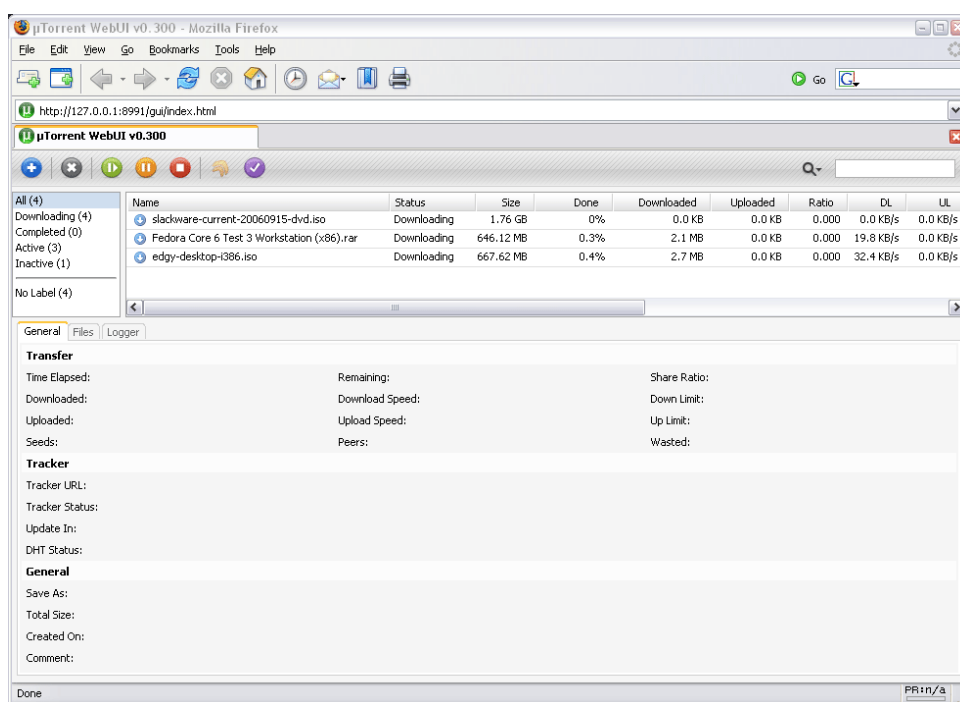 µTorrent WebUI v0.300 - Mozilla Firefox
File Edit View Go Bookmarks Tools Help
Go G
http://127.0.0.1:8991/gui/index.html
µTorrent WebUI v0.300
All (4)
Downloading (4)
Completed (0)
Active (3)
Inactive (1)
No Label (4)
Name Status Size Done Downloaded Uploaded Ratio DL UL
slackware-current-20060915-dvd.iso Downloading 1.76 GB 0% 0.0 KB 0.0 KB 0.000 0.0 KB/s 0.0 KB/s
Fedora Core 6 Test 3 Workstation (x86).rar Downloading 646.12 MB 0.3% 2.1 MB 0.0 KB 0.000 19.8 KB/s 0.0 KB/s
edgy-desktop-i386.iso Downloading 667.62 MB 0.4% 2.7 MB 0.0 KB 0.000 32.4 KB/s 0.0 KB/s
General Files Logger
Transfer
Time Elapsed: Remaining: Share Ratio:
Downloaded: Download Speed: Down Limit:
Uploaded: Upload Speed: Up Limit:
Seeds: Peers: Wasted:
Tracker
Tracker URL:
Tracker Status:
Update In:
DHT Status:
General
Save As:
Total Size:
Created On:
Comment:
Done PR:n/a